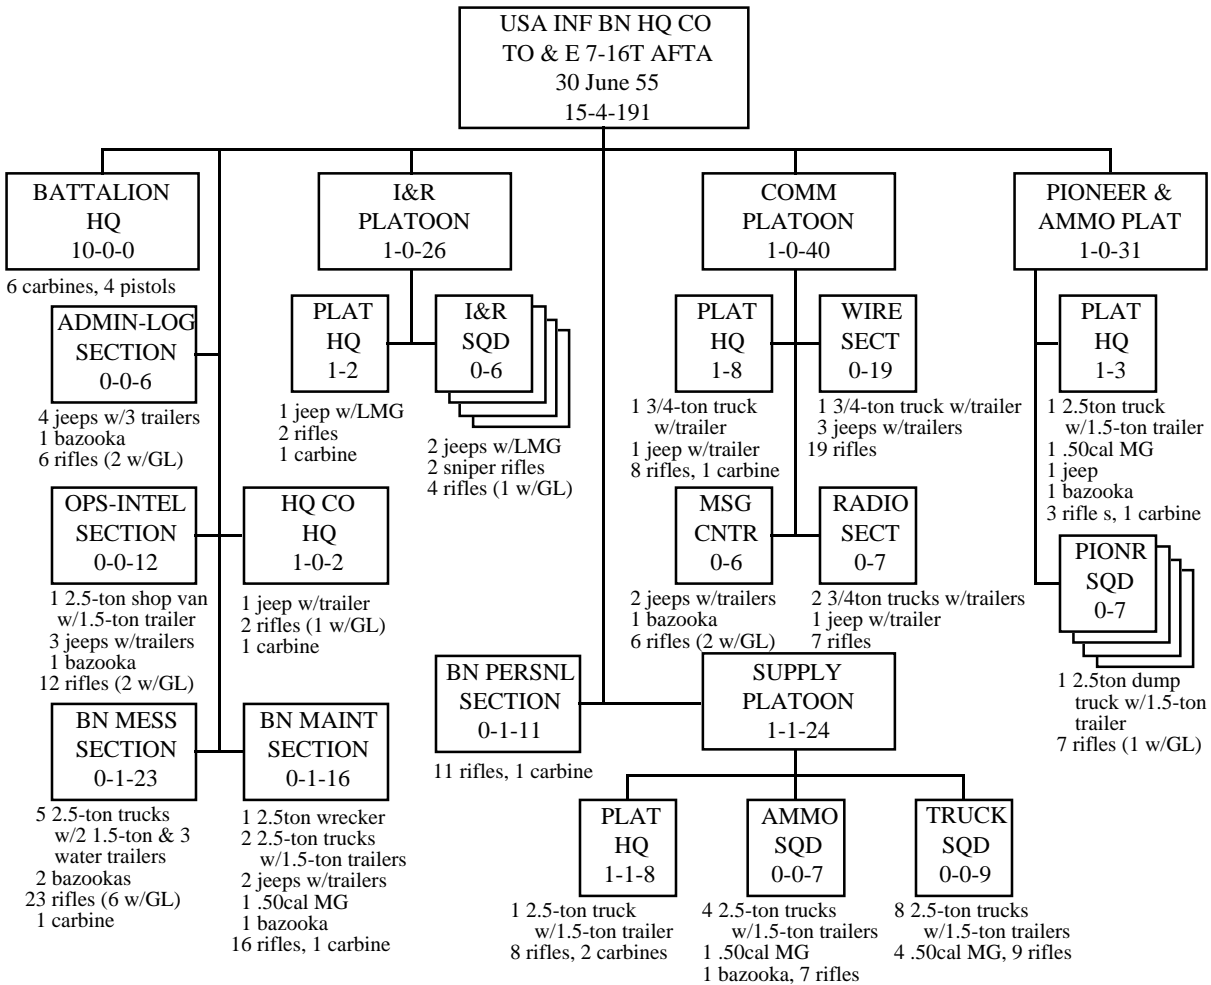 USA INF BN HQ CO
TO & E 7-16T AFTA
30 June 55
15-4-191
BATTALION
HQ
10-0-0
6 carbines, 4 pistols
I&R
PLATOON
1-0-26
COMM
PLATOON
1-0-40
PIONEER &
AMMO PLAT
1-0-31
ADMIN-LOG
SECTION
0-0-6
4 jeeps w/3 trailers
1 bazooka
6 rifles (2 w/GL)
PLAT
HQ
1-2
1 jeep w/LMG
2 rifles
1 carbine
I&R
SQD
0-6
2 jeeps w/LMG
2 sniper rifles
4 rifles (1 w/GL)
PLAT
HQ
1-8
1 3/4-ton truck
w/trailer
1 jeep w/trailer
8 rifles, 1 carbine
WIRE
SECT
0-19
1 3/4-ton truck w/trailer
3 jeeps w/trailers
19 rifles
PLAT
HQ
1-3
1 2.5ton truck
w/1.5-ton trailer
1 .50cal MG
1 jeep
1 bazooka
3 rifle s, 1 carbine
OPS-INTEL
SECTION
0-0-12
1 2.5-ton shop van
w/1.5-ton trailer
3 jeeps w/trailers
1 bazooka
12 rifles (2 w/GL)
HQ CO
HQ
1-0-2
1 jeep w/trailer
2 rifles (1 w/GL)
1 carbine
MSG
CNTR
0-6
2 jeeps w/trailers
1 bazooka
6 rifles (2 w/GL)
RADIO
SECT
0-7
2 3/4ton trucks w/trailers
1 jeep w/trailer
7 rifles
PIONR
SQD
0-7
1 2.5ton dump
truck w/1.5-ton
trailer
7 rifles (1 w/GL)
BN MESS
SECTION
0-1-23
5 2.5-ton trucks
w/2 1.5-ton & 3
water trailers
2 bazookas
23 rifles (6 w/GL)
1 carbine
BN MAINT
SECTION
0-1-16
1 2.5ton wrecker
2 2.5-ton trucks
w/1.5-ton trailers
2 jeeps w/trailers
1 .50cal MG
1 bazooka
16 rifles, 1 carbine
BN PERSNL
SECTION
0-1-11
11 rifles, 1 carbine
SUPPLY
PLATOON
1-1-24
PLAT
HQ
1-1-8
1 2.5-ton truck
w/1.5-ton trailer
8 rifles, 2 carbines
AMMO
SQD
0-0-7
4 2.5-ton trucks
w/1.5-ton trailers
1 .50cal MG
1 bazooka, 7 rifles
TRUCK
SQD
0-0-9
8 2.5-ton trucks
w/1.5-ton trailers
4 .50cal MG, 9 rifles